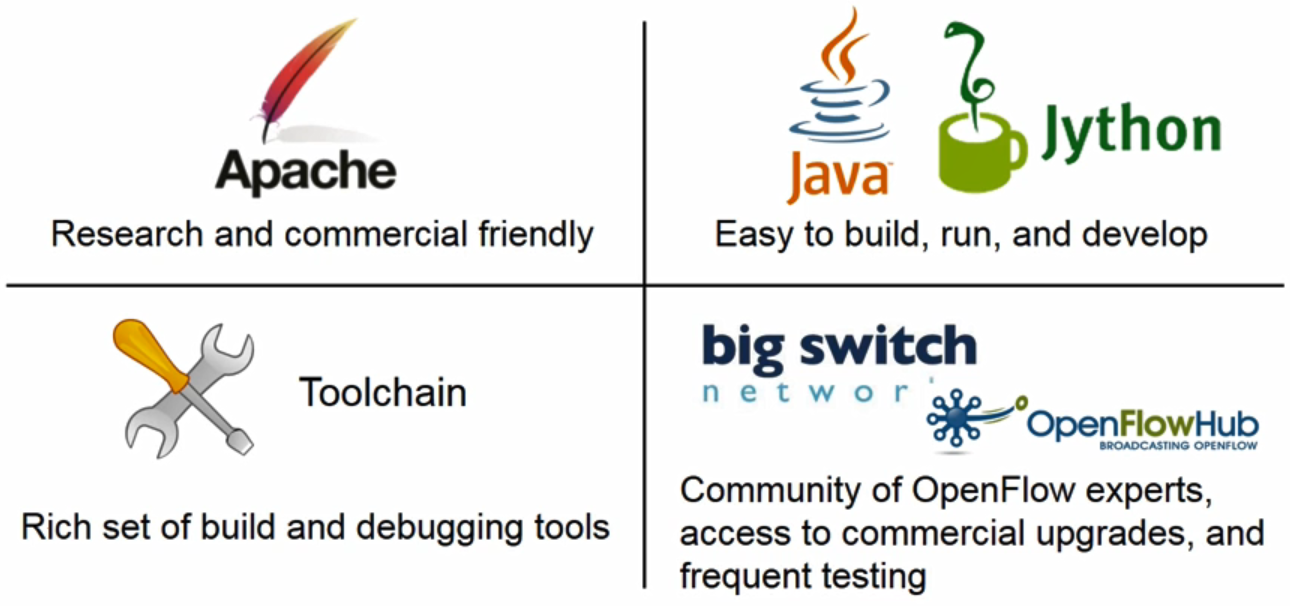 Apache
Research and commercial friendly
Java
Jython
Easy to build, run, and develop
Toolchain
Rich set of build and debugging tools
big switch
networ
OpenFlowHub
BROADCASTING OPENFLOW
Community of OpenFlow experts,
access to commercial upgrades, and
frequent testing